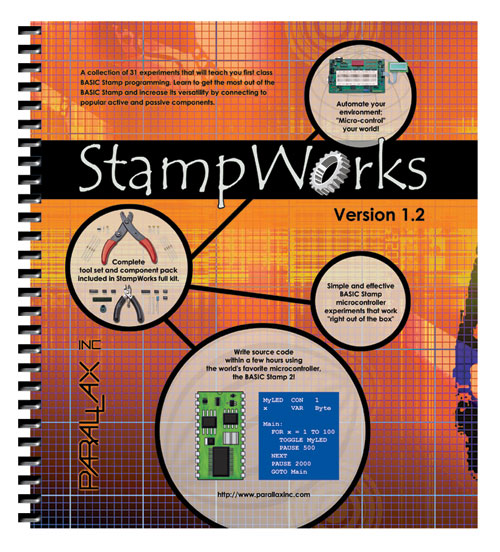 A collection of 31 experiments that will teach you first class
BASIC Stamp programming. Learn to get the most out of the
BASIC Stamp and increase its versatility by connecting to
popular active and passive components.
Automate your
environment:
"Micro-control"
your world!
StampWorks
Version 1.2
Complete
tool set and component pack
included in StampWorks full kit.
Simple and effective
BASIC Stamp
microcontroller
experiments that work
"right out of the box"
Write source code
within a few hours using
the world's favorite microcontroller,
the BASIC Stamp 2!
MyLED CON 1
x VAR Byte
Main:
FOR x = 1 TO 100
TOGGLE MyLED
PAUSE 500
NEXT
PAUSE 2000
GOTO Main
http://www.parallaxinc.com
PARALLAX INC